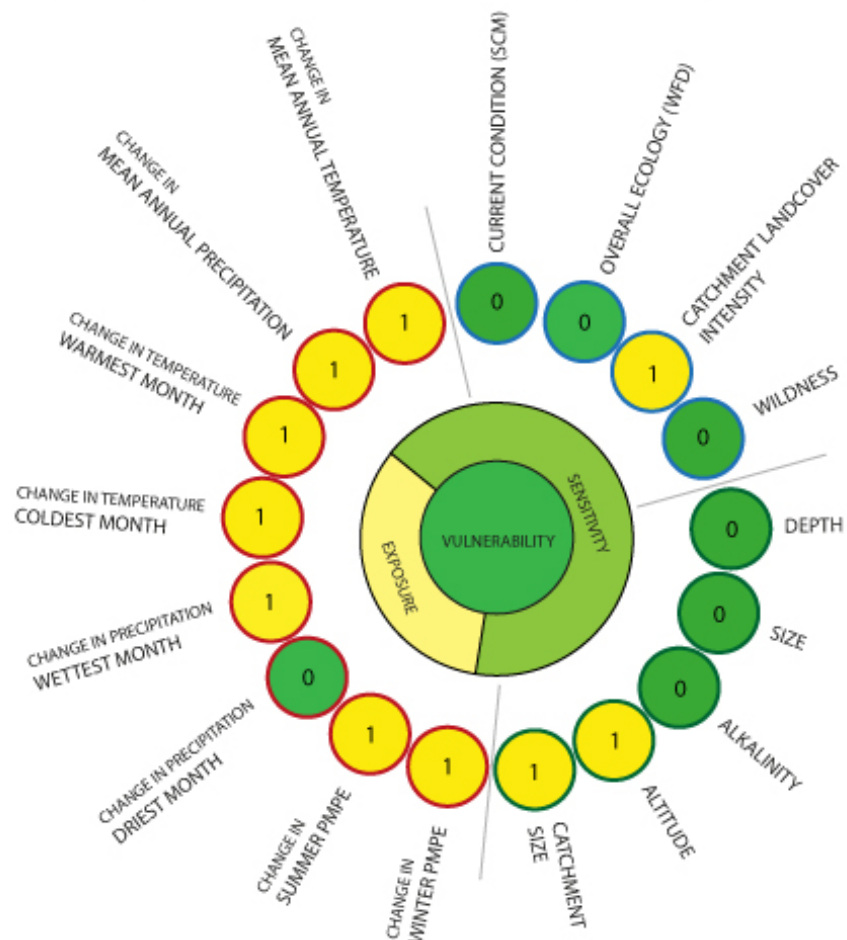 CHANGE IN
MEAN ANNUAL TEMPERATURE
1
CURRENT CONDITION (SCM)
0
OVERALL ECOLOGY (WFD)
0
CATCHMENT LANDCOVER
INTENSITY
1
WILDNESS
0
DEPTH
0
SIZE
0
ALKALINITY
0
ALTITUDE
1
CATCHMENT
SIZE
1
CHANGE IN
WINTER PMPE
1
CHANGE IN
SUMMER PMPE
1
CHANGE IN PRECIPITATION
DRIEST MONTH
0
CHANGE IN PRECIPITATION
WETTEST MONTH
1
CHANGE IN TEMPERATURE
COLDEST MONTH
1
CHANGE IN TEMPERATURE
WARMEST MONTH
1
CHANGE IN
MEAN ANNUAL PRECIPITATION
1
SENSITIVITY
EXPOSURE
VULNERABILITY